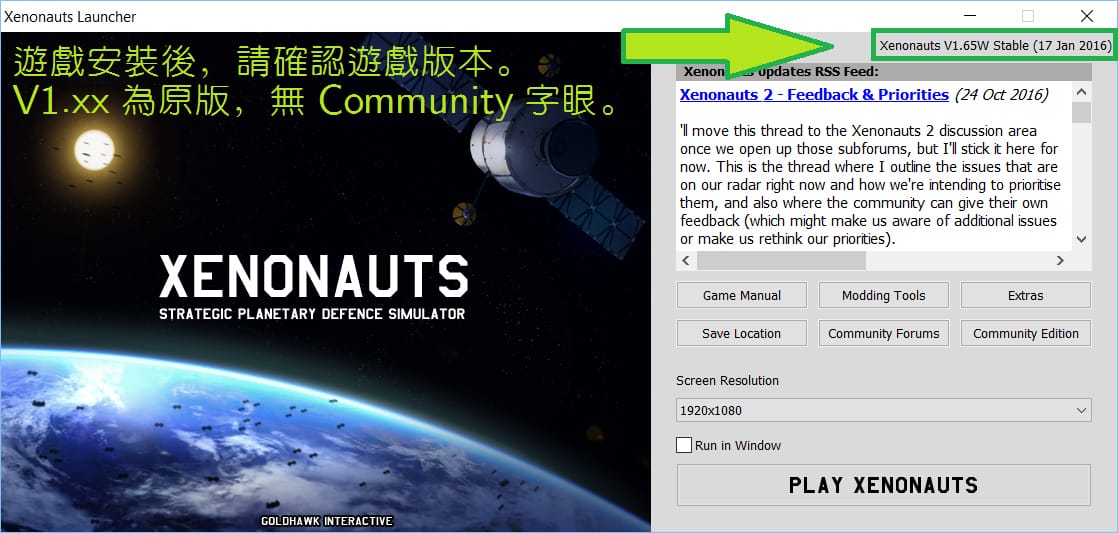 Xenonauts Launcher
遊戲安裝後，請確認遊戲版本。
V1.xx 為原版，無 Community 字眼。
Xenonauts V1.65W Stable (17 Jan 2016)
Xenonauts updates RSS Feed:
Xenonauts 2 - Feedback & Priorities (24 Oct 2016)
'll move this thread to the Xenonauts 2 discussion area
once we open up those subforums, but I'll stick it here for
now. This is the thread where I outline the issues that are
on our radar right now and how we're intending to prioritise
them, and also where the community can give their own
feedback (which might make us aware of additional issues
or make us rethink our priorities).
XENONAUTS
STRATEGIC PLANETARY DEFENCE SIMULATOR
GOLDHAWK INTERACTIVE
Game Manual
Modding Tools
Extras
Save Location
Community Forums
Community Edition
Screen Resolution
1920x1080
Run in Window
PLAY XENONAUTS